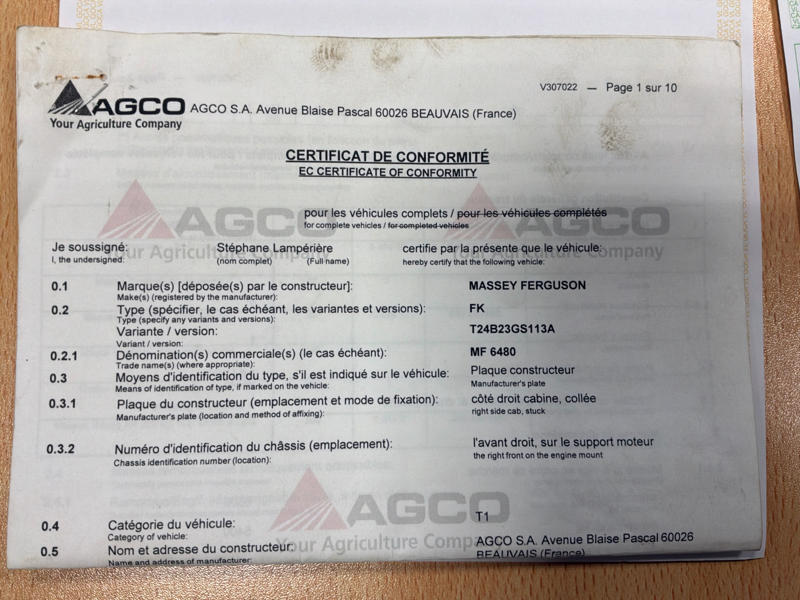 AGCO
Your Agriculture Company
AGCO S.A. Avenue Blaise Pascal 60026 BEAUVAIS (France)
V307022 — Page 1 sur 10
CERTIFICAT DE CONFORMITÉ
EC CERTIFICATE OF CONFORMITY
AGCO
Your Agriculture Company
AGCO
pour les véhicules complets / pour les véhicules complétés
for complete vehicles / for completed vehicles
Je soussigné: Stéphane Lampérière certifie par la présente que le véhicule:
I, the undersigned: (nom complet) (Full name) hereby certify that the following vehicle:
0.1 Marque(s) [déposée(s) par le constructeur]: MASSEY FERGUSON
Make(s) (registered by the manufacturer):
0.2 Type (spécifier, le cas échéant, les variantes et versions): FK
Type (specify any variants and versions):
Variante / version: T24B23GS113A
Variant / version:
0.2.1 Dénomination(s) commerciale(s) (le cas échéant): MF 6480
Trade name(s) (where appropriate):
0.3 Moyens d'identification du type, s'il est indiqué sur le véhicule: Plaque constructeur
Means of identification of type, if marked on the vehicle: Manufacturer's plate
0.3.1 Plaque du constructeur (emplacement et mode de fixation): côté droit cabine, collée
Manufacturer's plate (location and method of affixing): right side cab, stuck
0.3.2 Numéro d'identification du châssis (emplacement): l'avant droit, sur le support moteur
Chassis identification number (location): the right front on the engine mount
AGCO
Your Agriculture Company
0.4 Catégorie du véhicule: T1
Category of vehicle:
0.5 Nom et adresse du constructeur: AGCO S.A. Avenue Blaise Pascal 60026
Name and address of manufacturer: BEAUVAIS (France)